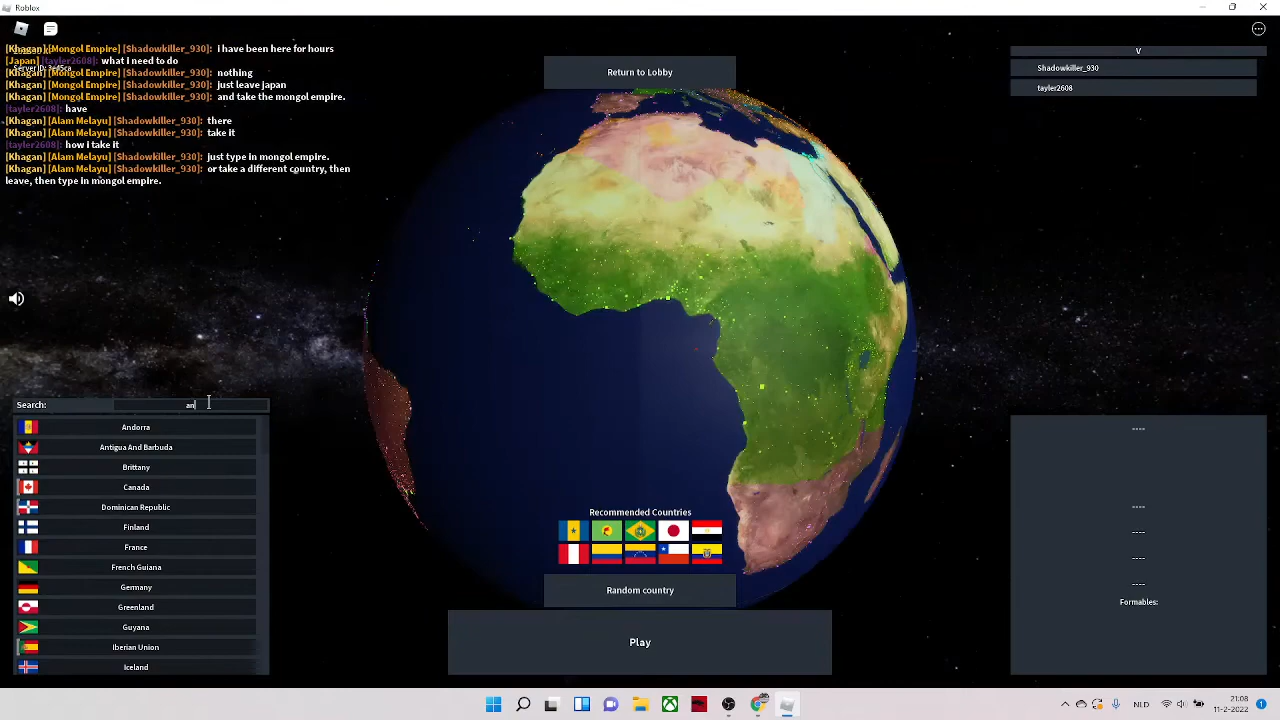 Roblox
[Khagan] [Mongol Empire] [Shadowkiller_930]: i have been here for hours
[Japan] [tayler2608]: what i need to do
[Khagan] [Mongol Empire] [Shadowkiller_930]: nothing
[Khagan] [Mongol Empire] [Shadowkiller_930]: just leave japan
[Khagan] [Mongol Empire] [Shadowkiller_930]: and take the mongol empire.
[tayler2608]: have
[Khagan] [Alam Melayu] [Shadowkiller_930]: there
[Khagan] [Alam Melayu] [Shadowkiller_930]: take it
[tayler2608]: how i take it
[Khagan] [Alam Melayu] [Shadowkiller_930]: just type in mongol empire.
[Khagan] [Alam Melayu] [Shadowkiller_930]: or take a different country, then
leave, then type in mongol empire.
Return to Lobby
V
Shadowkiller_930
tayler2608
Search: an
Andorra
Antigua And Barbuda
Brittany
Canada
Dominican Republic
Finland
France
French Guiana
Germany
Greenland
Guyana
Iberian Union
Iceland
Recommended Countries
Random country
Play
----
----
----
----
Formables:
NLD
21:08
11-2-2022